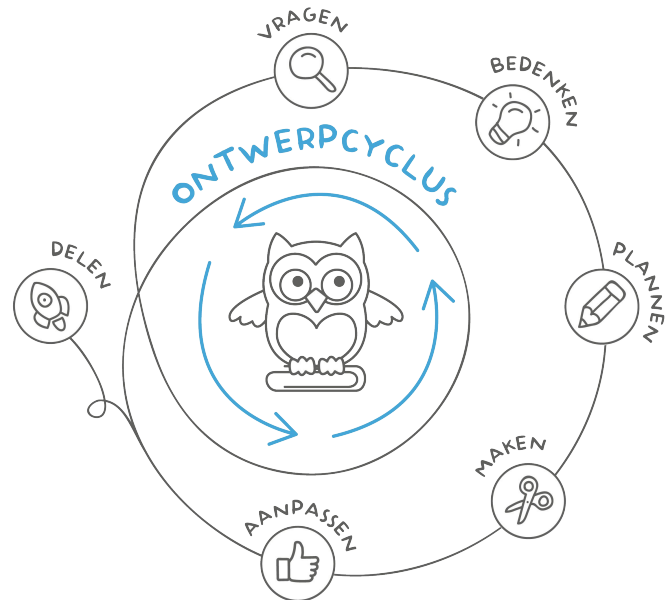 ONTWERPCYCLUS
VRAGEN
BEDENKEN
PLANNEN
MAKEN
AANPASSEN
DELEN